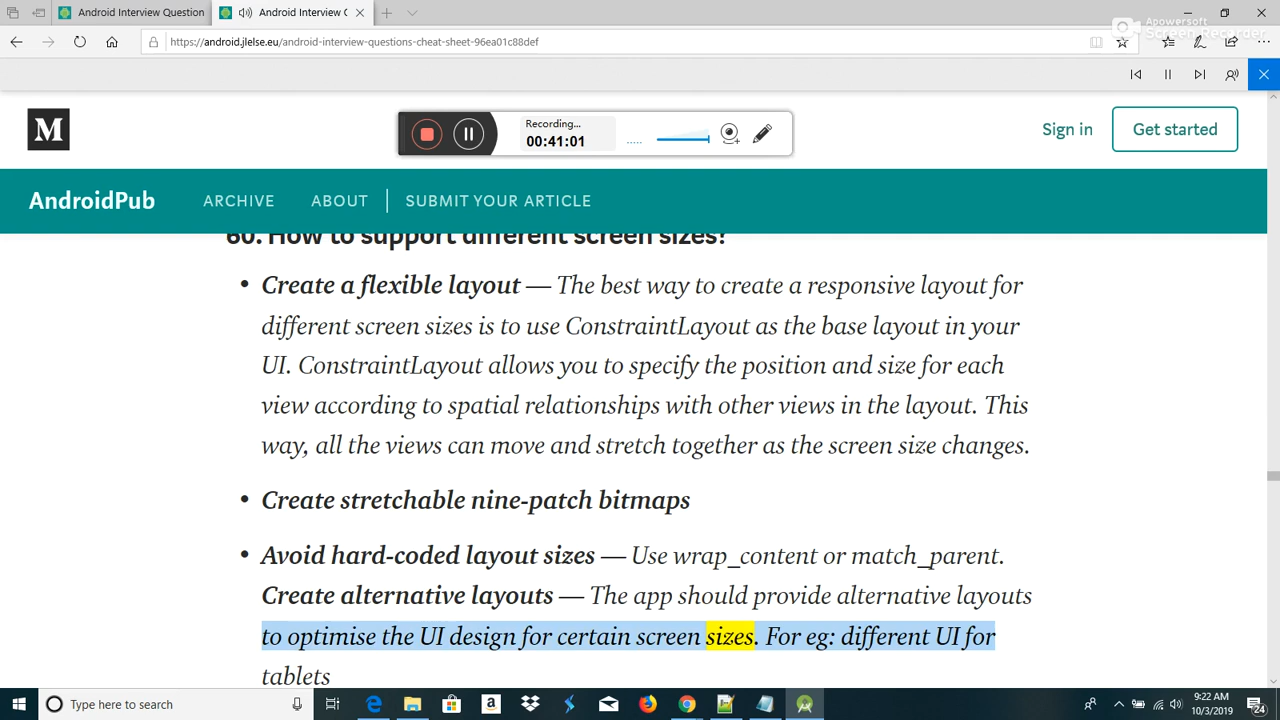 Android Interview Question
Android Interview Q
Apowersoft
Screen Recorder
https://android.jlelse.eu/android-interview-questions-cheat-sheet-96ea01c88def
M
Recording...
00:41:01
Sign in
Get started
AndroidPub
ARCHIVE
ABOUT
SUBMIT YOUR ARTICLE
60. How to support different screen sizes?
• Create a flexible layout — The best way to create a responsive layout for
different screen sizes is to use ConstraintLayout as the base layout in your
UI. ConstraintLayout allows you to specify the position and size for each
view according to spatial relationships with other views in the layout. This
way, all the views can move and stretch together as the screen size changes.
• Create stretchable nine-patch bitmaps
• Avoid hard-coded layout sizes — Use wrap_content or match_parent.
Create alternative layouts — The app should provide alternative layouts
to optimise the UI design for certain screen sizes. For eg: different UI for
tablets
Type here to search
9:22 AM
10/3/2019
24